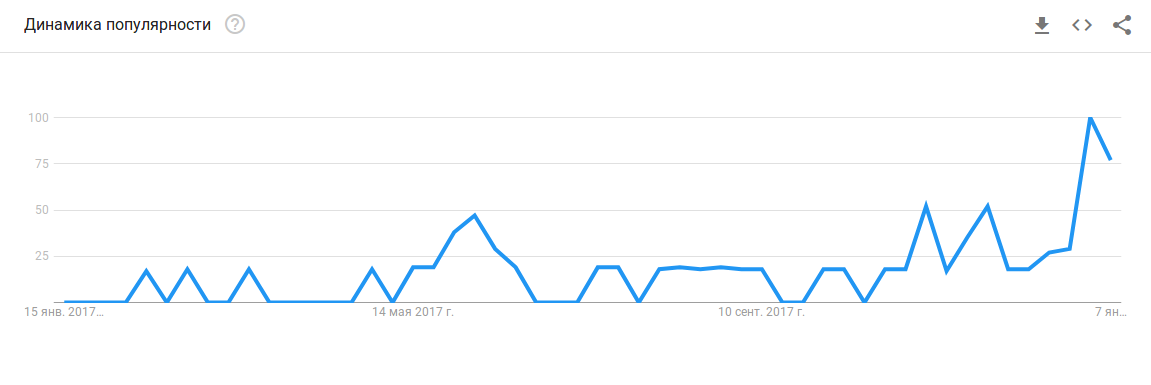 Динамика популярности
100
75
50
25
15 янв. 2017…
14 мая 2017 г.
10 сент. 2017 г.
7 ян…